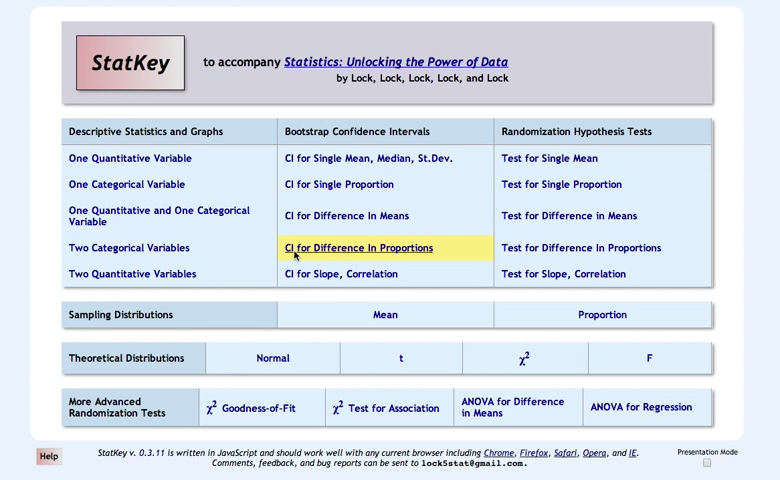 StatKey
to accompany Statistics: Unlocking the Power of Data
by Lock, Lock, Lock, Lock, and Lock
Descriptive Statistics and Graphs
Bootstrap Confidence Intervals
Randomization Hypothesis Tests
One Quantitative Variable
CI for Single Mean, Median, St.Dev.
Test for Single Mean
One Categorical Variable
CI for Single Proportion
Test for Single Proportion
One Quantitative and One Categorical
Variable
CI for Difference In Means
Test for Difference in Means
Two Categorical Variables
CI for Difference In Proportions
Test for Difference In Proportions
Two Quantitative Variables
CI for Slope, Correlation
Test for Slope, Correlation
Sampling Distributions
Mean
Proportion
Theoretical Distributions
Normal
t
χ²
F
More Advanced
Randomization Tests
χ² Goodness-of-Fit
χ² Test for Association
ANOVA for Difference
in Means
ANOVA for Regression
Help
StatKey v. 0.3.11 is written in JavaScript and should work well with any current browser including Chrome, Firefox, Safari, Opera, and IE.
Comments, feedback, and bug reports can be sent to lock5stat@gmail.com.
Presentation Mode